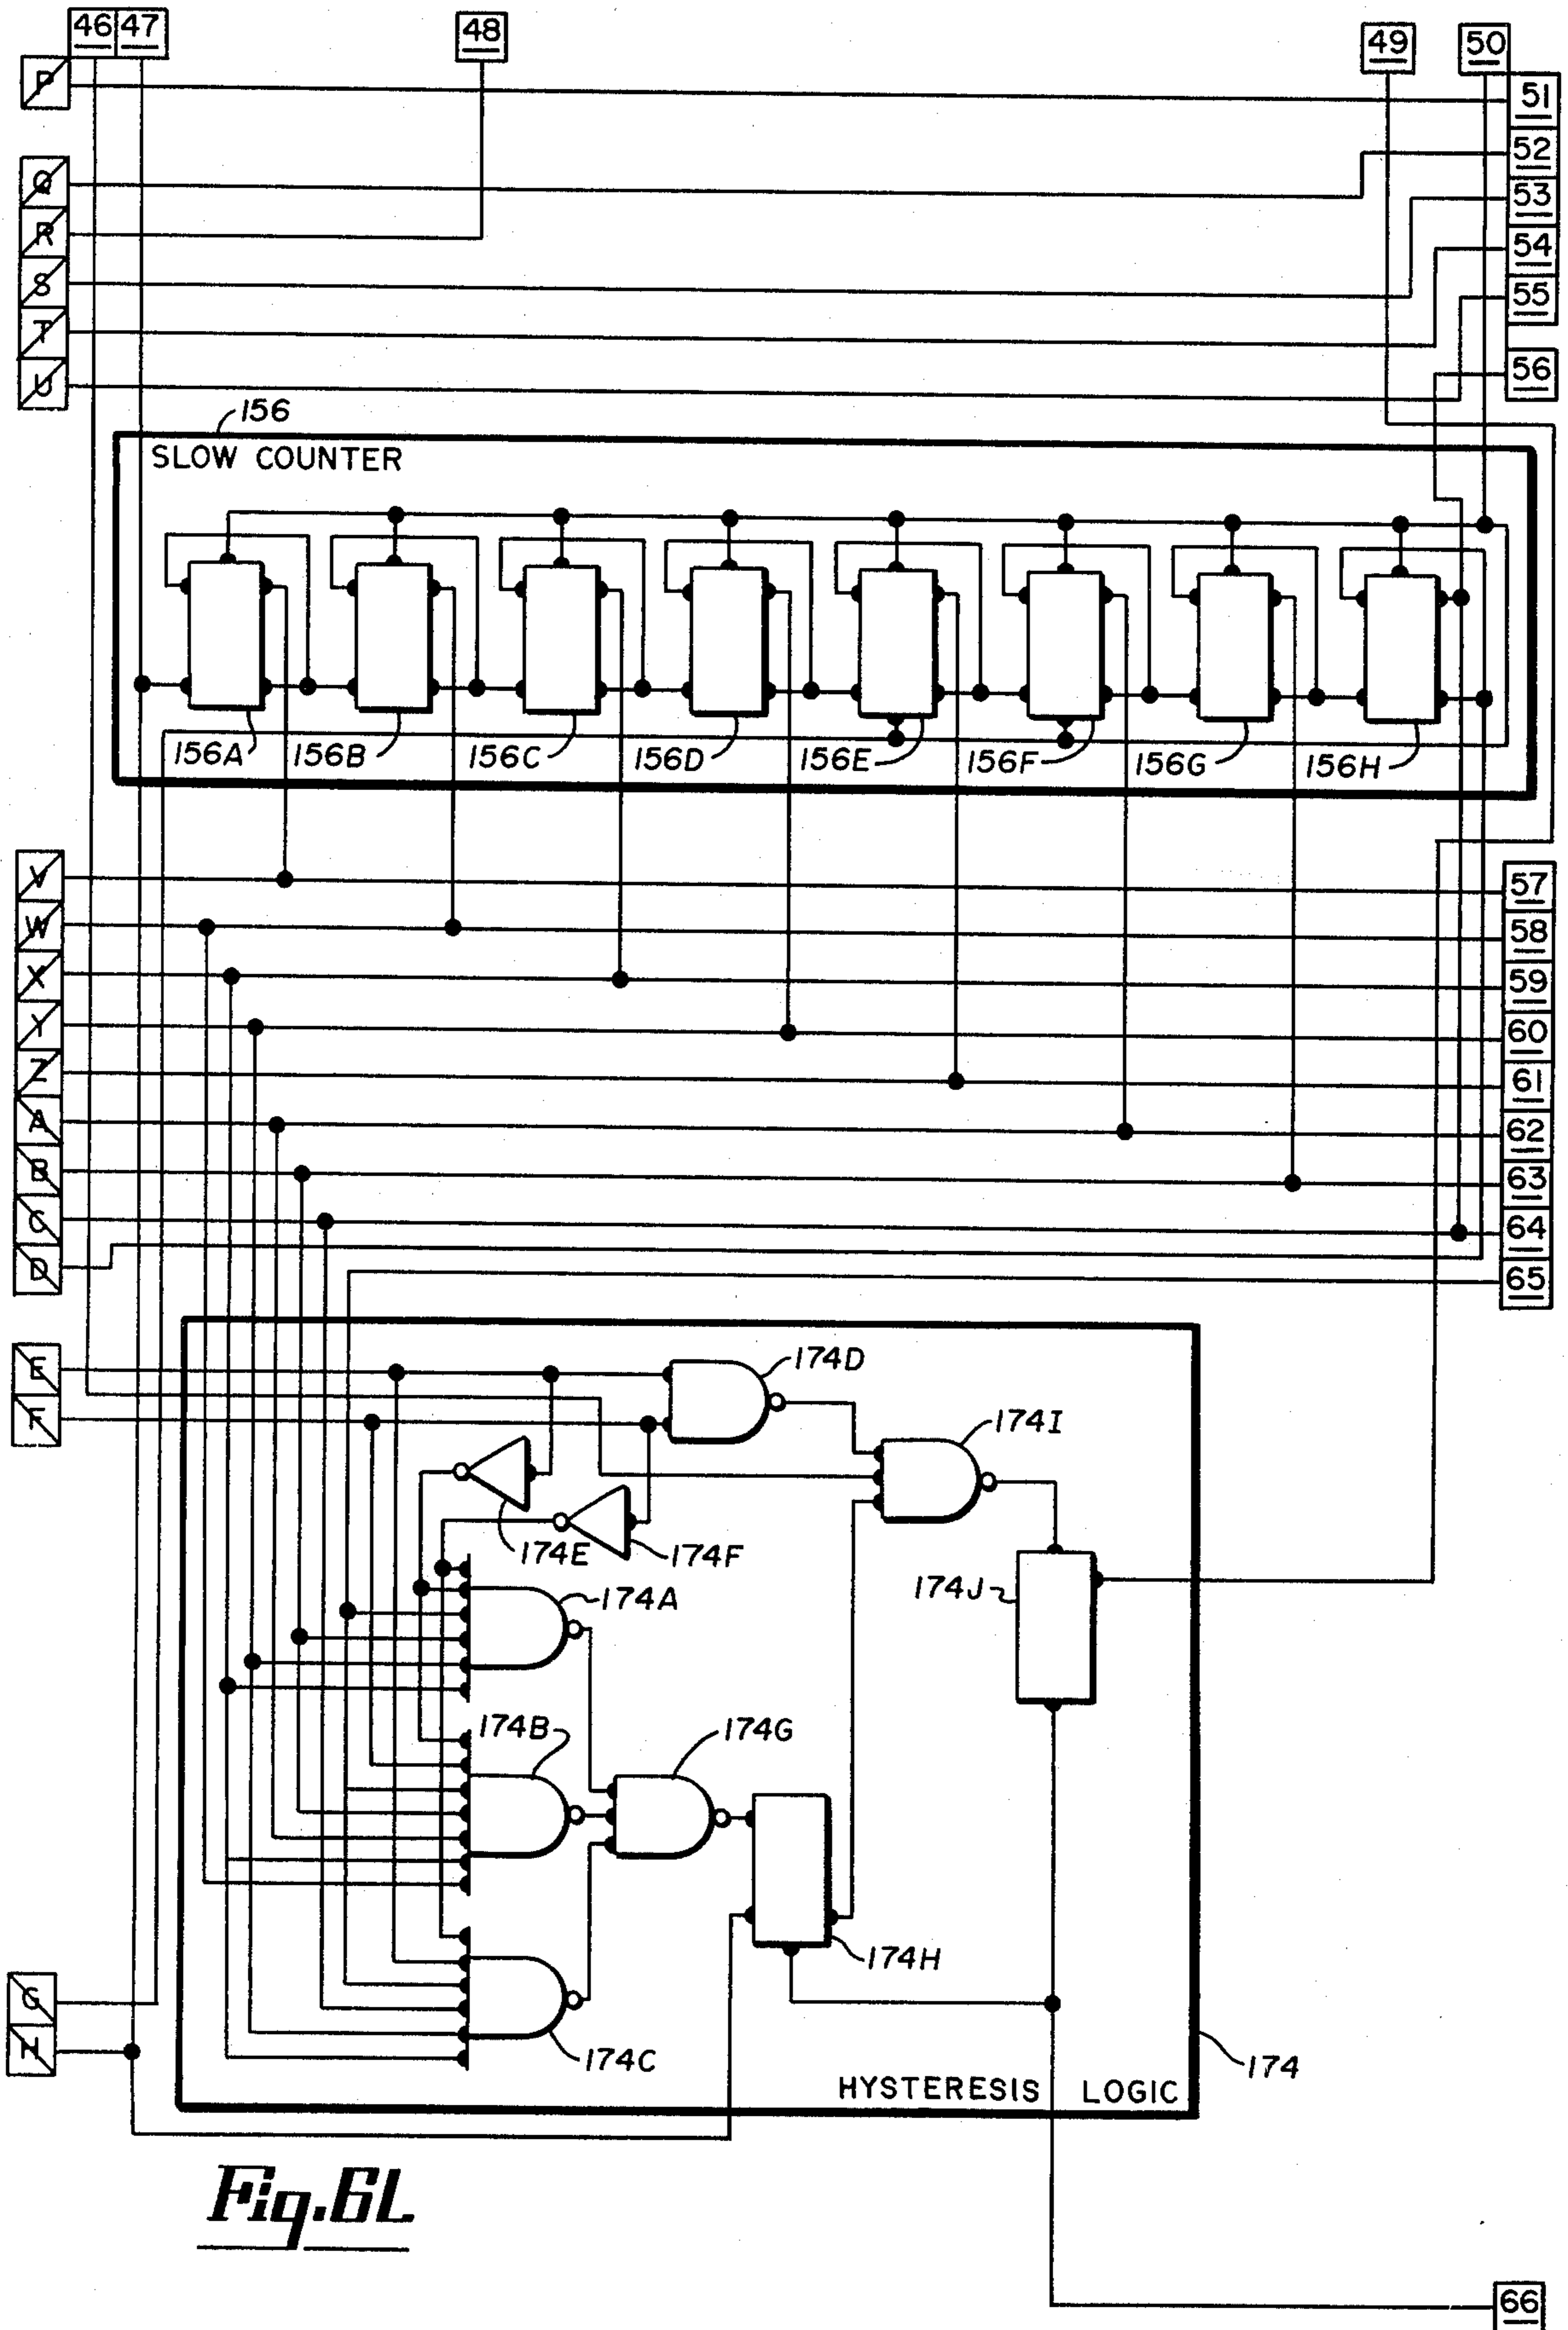 46 47
48
49
50
P
51
52
Q
53
R
54
S
55
T
56
U
156
SLOW COUNTER
156A 156B 156C 156D 156E 156F 156G 156H
V
57
W
58
X
59
Y
60
Z
61
A
62
B
63
C
64
D
65
E
174D
F
174I
174E
174F
174A
174J
174B
174G
174H
G
H
174C
174
HYSTERESIS LOGIC
Fig. 6L
66